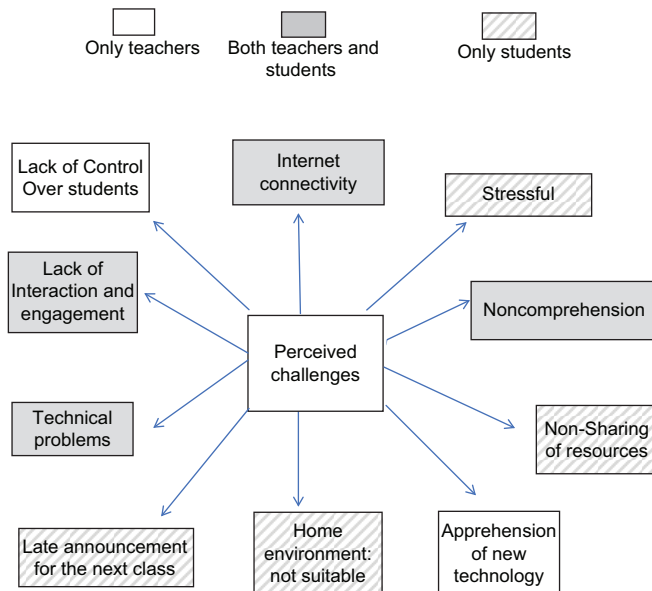 Only teachers
Both teachers and
students
Only students
Lack of Control
Over students
Internet
connectivity
Stressful
Lack of
Interaction and
engagement
Noncomprehension
Perceived
challenges
Technical
problems
Non-Sharing
of resources
Late announcement
for the next class
Home
environment:
not suitable
Apprehension
of new
technology